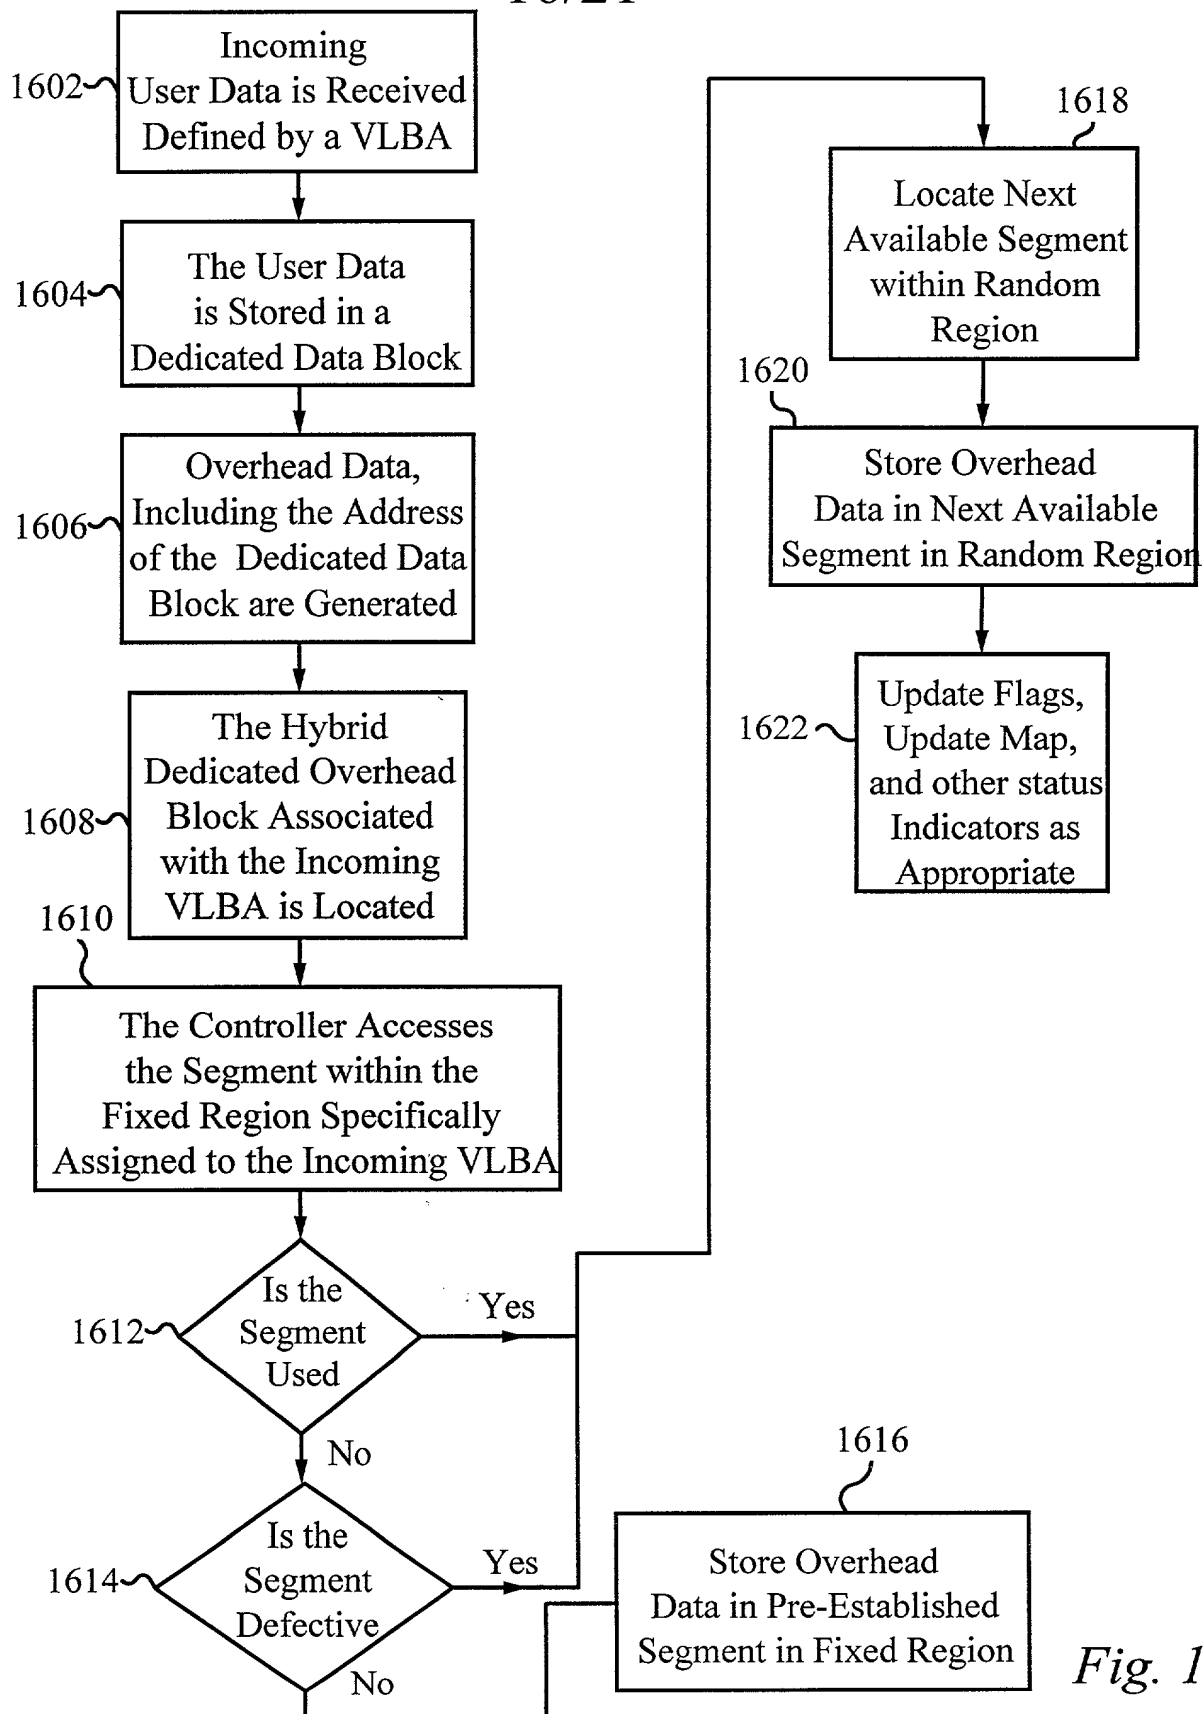 1602
Incoming
User Data is Received
Defined by a VLBA
1604
The User Data
is Stored in a
Dedicated Data Block
1606
Overhead Data,
Including the Address
of the Dedicated Data
Block are Generated
1608
The Hybrid
Dedicated Overhead
Block Associated
with the Incoming
VLBA is Located
1610
The Controller Accesses
the Segment within the
Fixed Region Specifically
Assigned to the Incoming VLBA
1612
Is the
Segment
Used
Yes
No
1614
Is the
Segment
Defective
Yes
No
1616
Store Overhead
Data in Pre-Established
Segment in Fixed Region
1618
Locate Next
Available Segment
within Random
Region
1620
Store Overhead
Data in Next Available
Segment in Random Region
1622
Update Flags,
Update Map,
and other status
Indicators as
Appropriate
Fig. 1